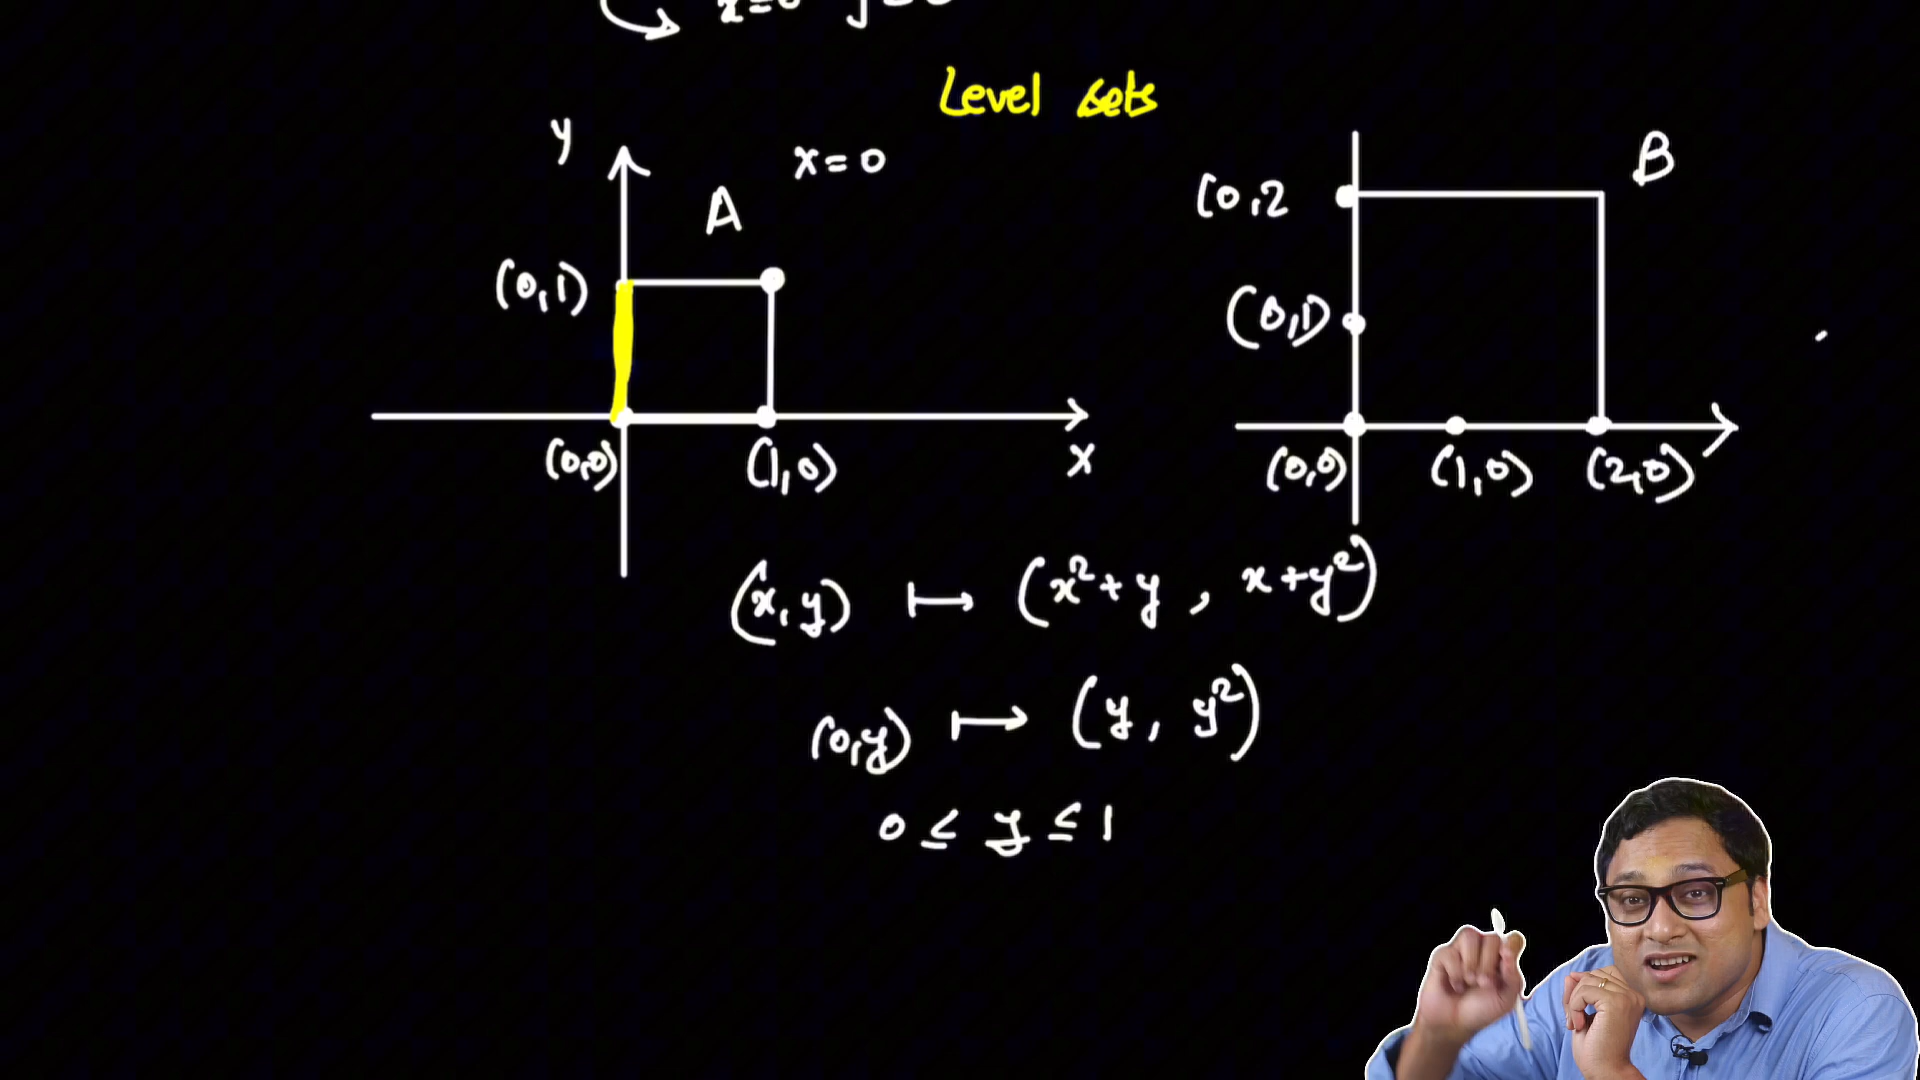 Level sets
y
x = 0
A
B
(0,2
(0,1)
(0,1)
(0,0)
(1,0)
x
(0,0)
(1,0)
(2,0)
(x,y) ↦ (x²+y , x+y²)
(0,y) ↦ (y, y²)
0 ≤ y ≤ 1